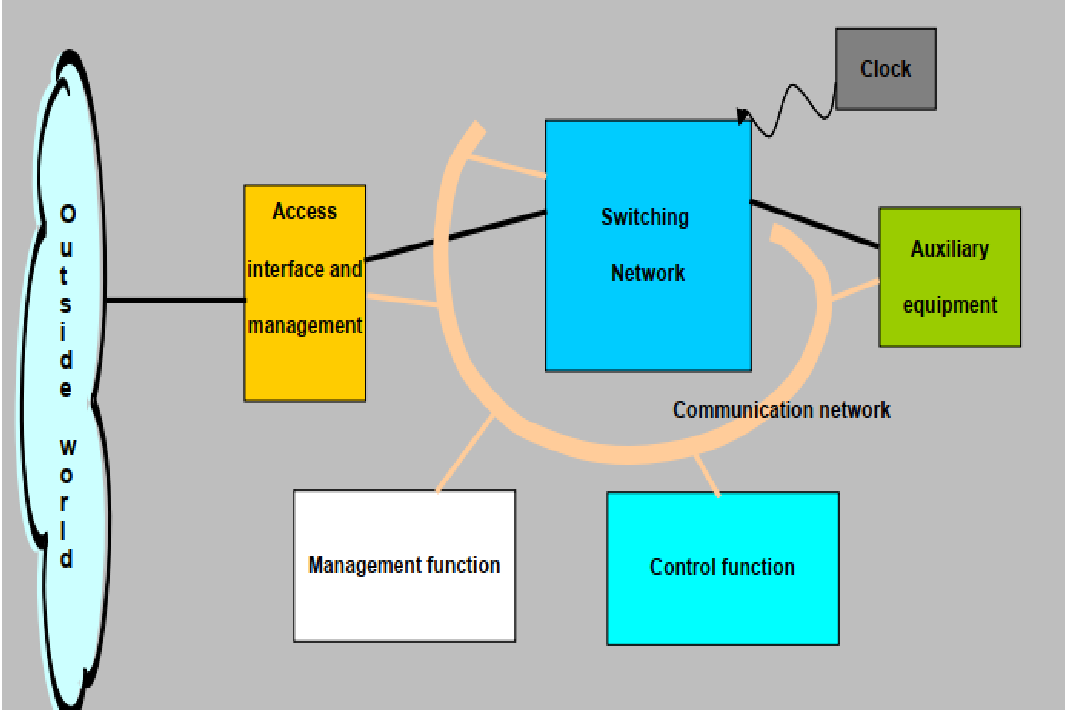 Outside world
Clock
Access
interface and
management
Switching
Network
Auxiliary
equipment
Communication network
Management function
Control function